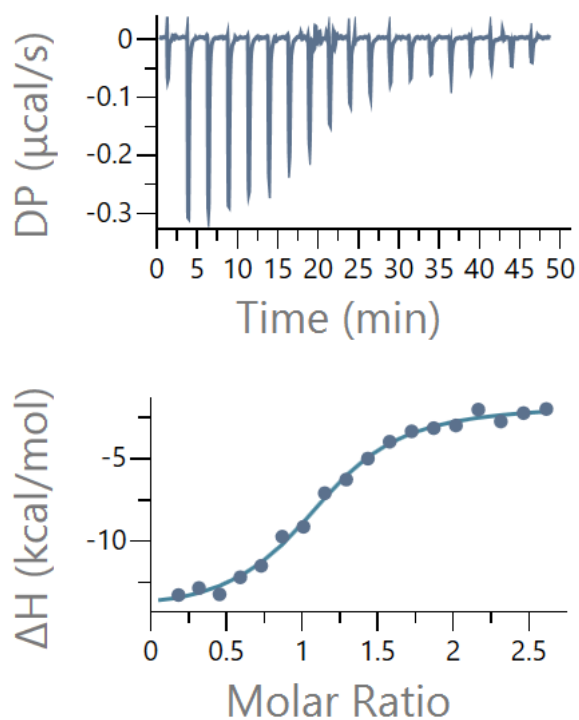 DP (µcal/s)
0
-0.1
-0.2
-0.3
0 5 10 15 20 25 30 35 40 45 50
Time (min)
ΔH (kcal/mol)
-5
-10
0 0.5 1 1.5 2 2.5
Molar Ratio